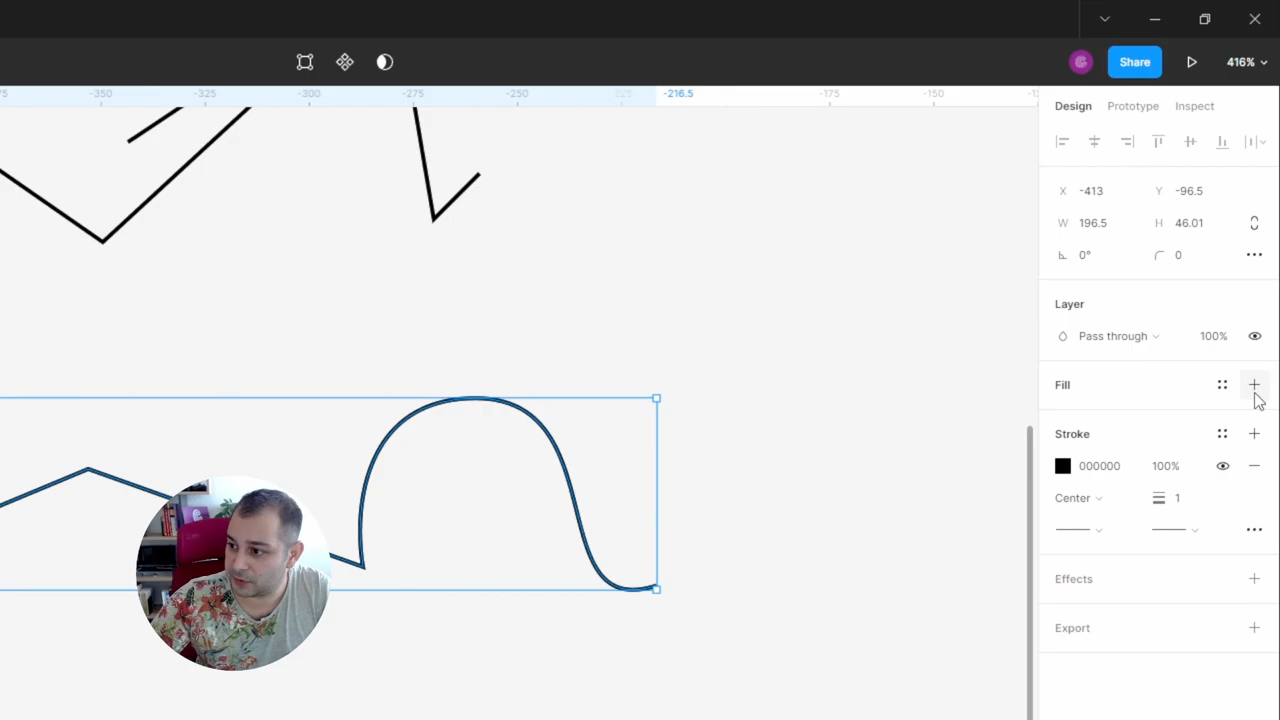 Share
416%
-350
-325
-300
-275
-250
-216.5
-175
-150
Design Prototype Inspect
X -413 Y -96.5
W 196.5 H 46.01
0° 0
Layer
Pass through 100%
Fill
Stroke
000000 100%
Center 1
Effects
Export